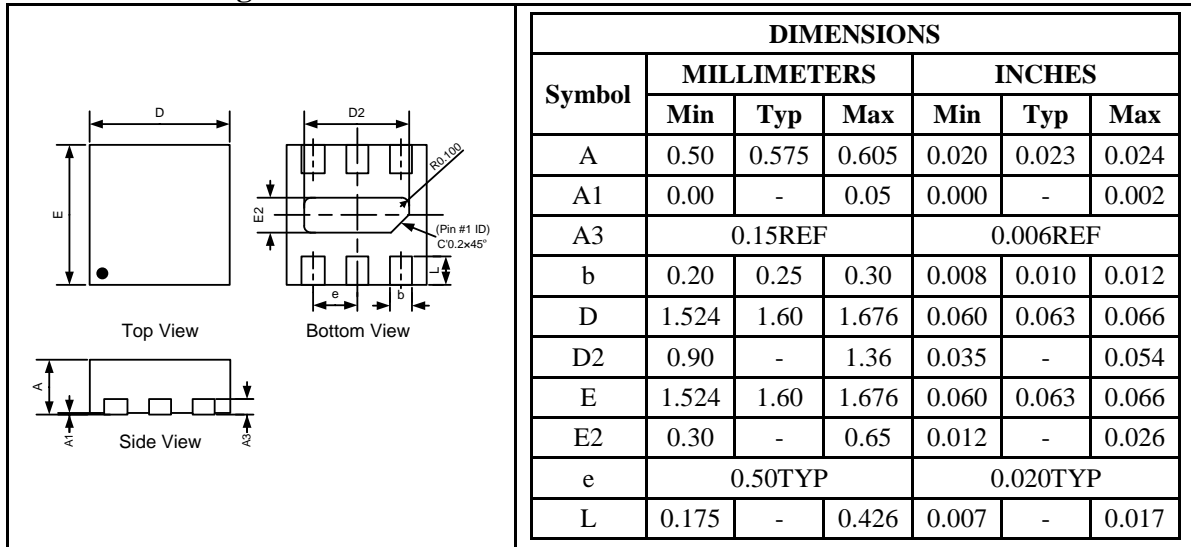 D
E
Top View
D2
R0.100
E2
(Pin #1 ID)
C'0.2×45°
L
e
b
Bottom View
A
A1
A3
Side View
DIMENSIONS
Symbol MILLIMETERS INCHES
Min Typ Max Min Typ Max
A 0.50 0.575 0.605 0.020 0.023 0.024
A1 0.00 - 0.05 0.000 - 0.002
A3 0.15REF 0.006REF
b 0.20 0.25 0.30 0.008 0.010 0.012
D 1.524 1.60 1.676 0.060 0.063 0.066
D2 0.90 - 1.36 0.035 - 0.054
E 1.524 1.60 1.676 0.060 0.063 0.066
E2 0.30 - 0.65 0.012 - 0.026
e 0.50TYP 0.020TYP
L 0.175 - 0.426 0.007 - 0.017